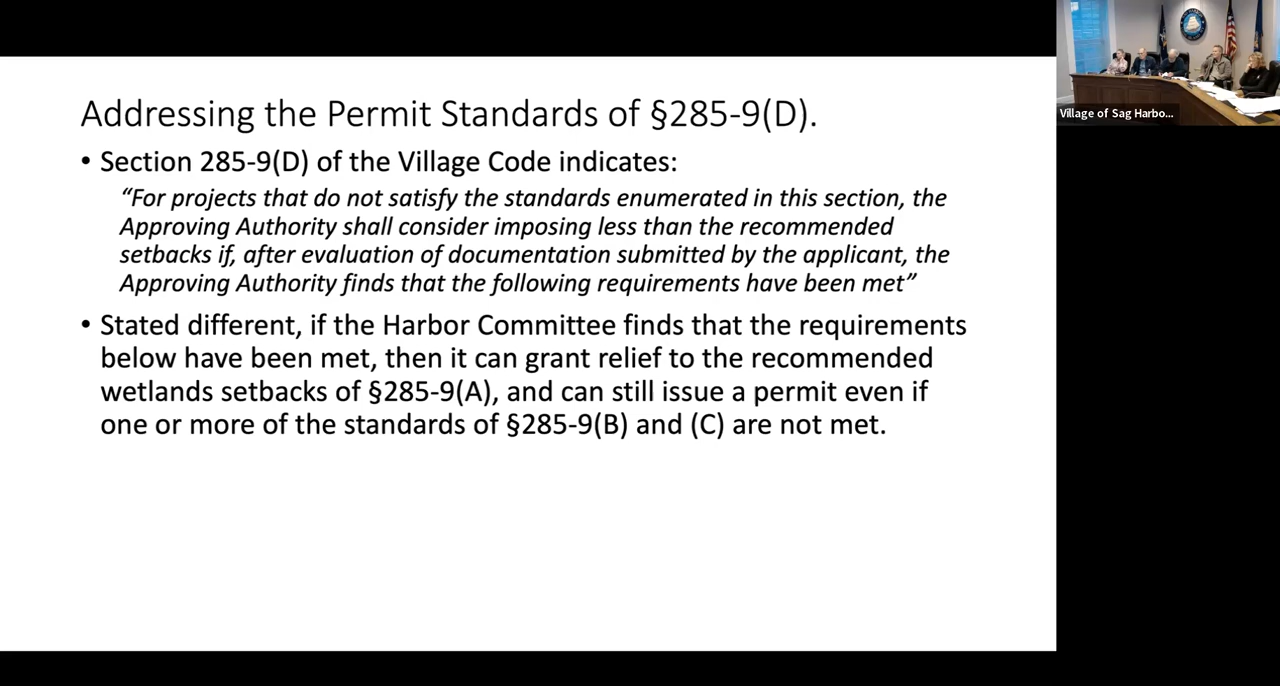 Addressing the Permit Standards of §285-9(D).
• Section 285-9(D) of the Village Code indicates:
“For projects that do not satisfy the standards enumerated in this section, the
Approving Authority shall consider imposing less than the recommended
setbacks if, after evaluation of documentation submitted by the applicant, the
Approving Authority finds that the following requirements have been met”
• Stated different, if the Harbor Committee finds that the requirements
below have been met, then it can grant relief to the recommended
wetlands setbacks of §285-9(A), and can still issue a permit even if
one or more of the standards of §285-9(B) and (C) are not met.
Village of Sag Harbo...